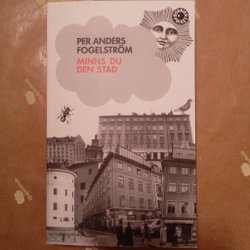 PER ANDERS
FOGELSTRÖM
MINNS DU
DEN STAD